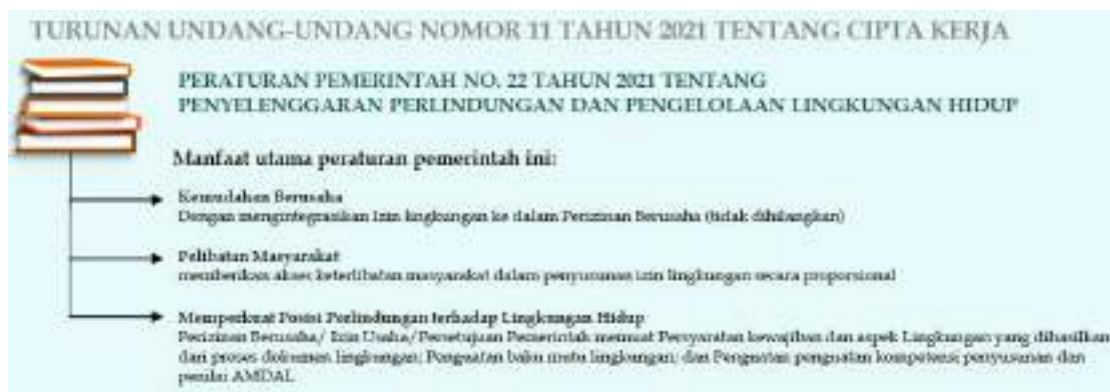 TURUNAN UNDANG-UNDANG NOMOR 11 TAHUN 2021 TENTANG CIPTA KERJA
PERATURAN PEMERINTAH NO. 22 TAHUN 2021 TENTANG
PENYELENGGARAN PERLINDUNGAN DAN PENGELOLAAN LINGKUNGAN HIDUP
Manfaat utama peraturan pemerintah ini:
Kemudahan Berusaha
Dengan mengintegrasikan Izin lingkungan ke dalam Perizinan Berusaha (tidak dihilangkan)
Pelibatan Masyarakat
memberikan akses keterlibatan masyarakat dalam penyusunan izin lingkungan secara proporsional
Memperkuat Posisi Perlindungan terhadap Lingkungan Hidup
Perizinan Berusaha/ Izin Usaha/Persetujuan Pemerintah memuat Persyaratan kewajiban dan aspek Lingkungan yang dihasilkan
dari proses dokumen lingkungan; Penguatan baku mutu lingkungan; dan Penguatan penguatan kompetensi penyusunan dan
penilai AMDAL